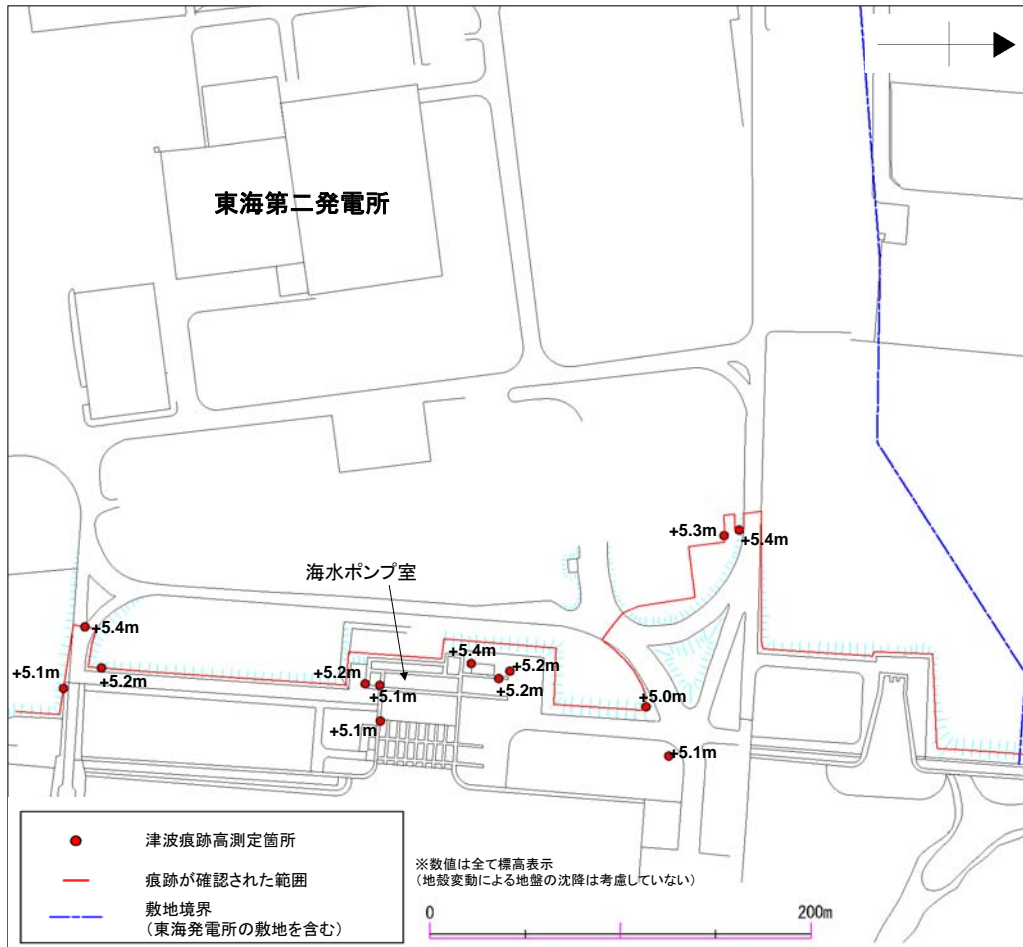 東海第二発電所
+5.3m
+5.4m
海水ポンプ室
+5.4m
+5.4m
+5.1m
+5.2m
+5.2m
+5.1m
+5.2m
+5.2m
+5.0m
+5.1m
+5.1m
津波痕跡高測定箇所
痕跡が確認された範囲
敷地境界
(東海発電所の敷地を含む)
※数値は全て標高表示
(地殻変動による地盤の沈降は考慮していない)
0
200m